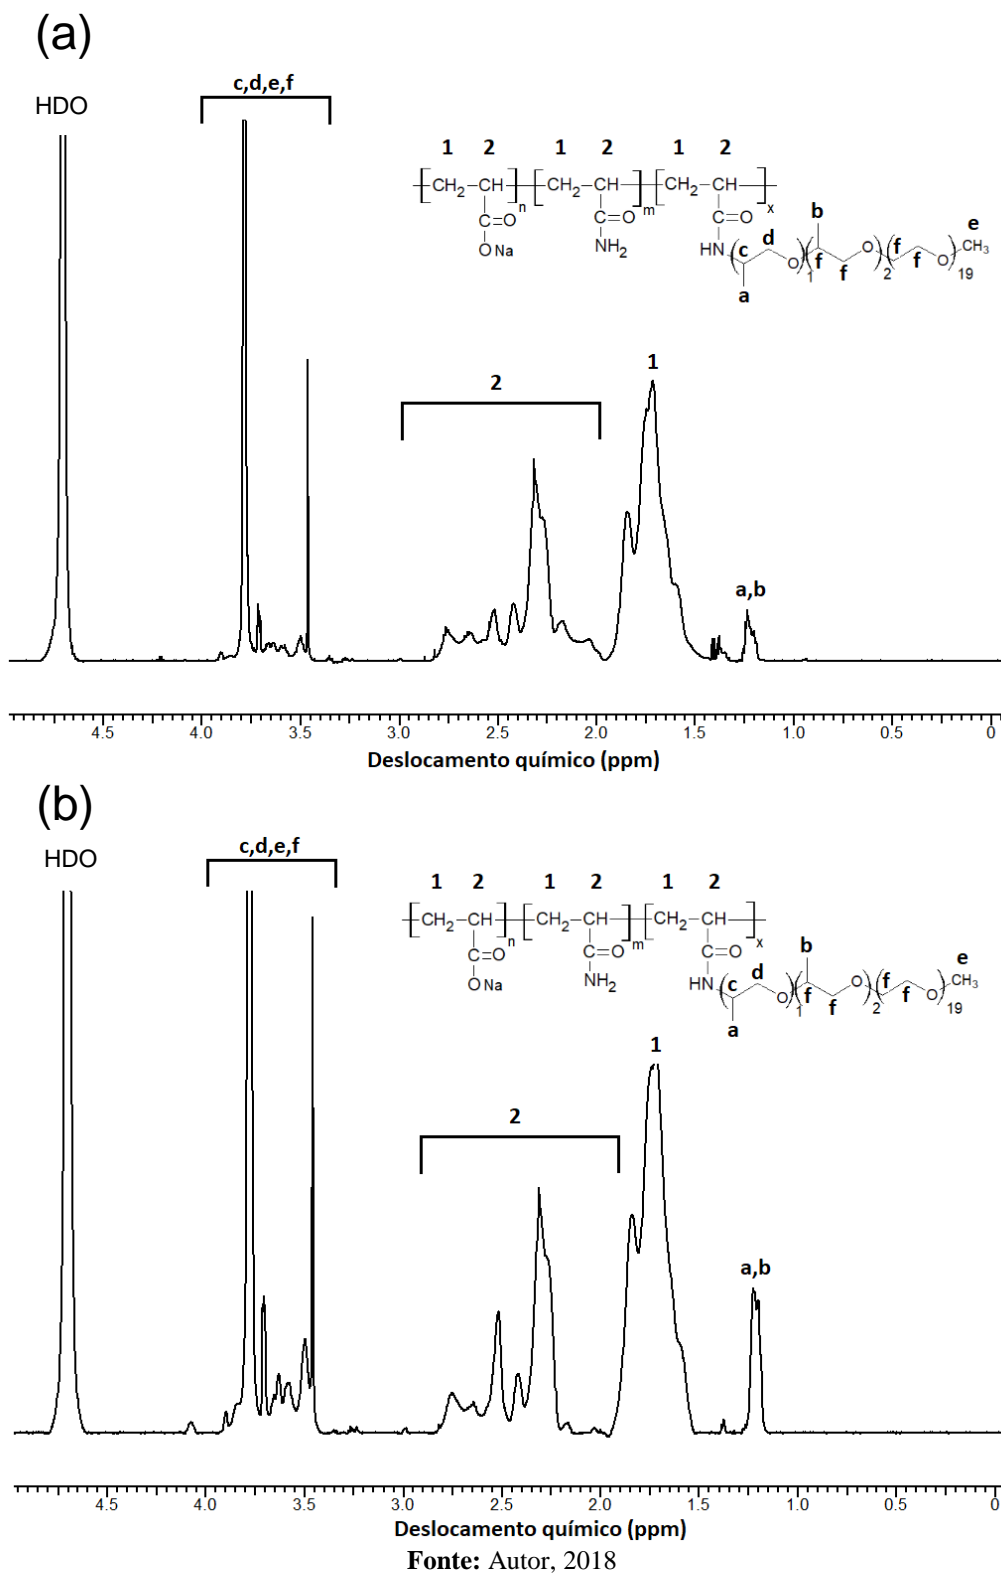 (a)
c,d,e,f
HDO
1 2 1 2 1 2
CH2 CH n CH2 CH m CH2 CH x
C=O C=O C=O
ONa NH2 HN
b
e
d
CH3
c O 1 f f O 2 f f O 19
a
1
2
a,b
4.5 4.0 3.5 3.0 2.5 2.0 1.5 1.0 0.5 0
Deslocamento químico (ppm)
(b)
c,d,e,f
HDO
1 2 1 2 1 2
CH2 CH n CH2 CH m CH2 CH x
C=O C=O C=O
ONa NH2 HN
b
e
d
CH3
c O 1 f f O 2 f f O 19
a
1
2
a,b
4.5 4.0 3.5 3.0 2.5 2.0 1.5 1.0 0.5 0
Deslocamento químico (ppm)
Fonte: Autor, 2018